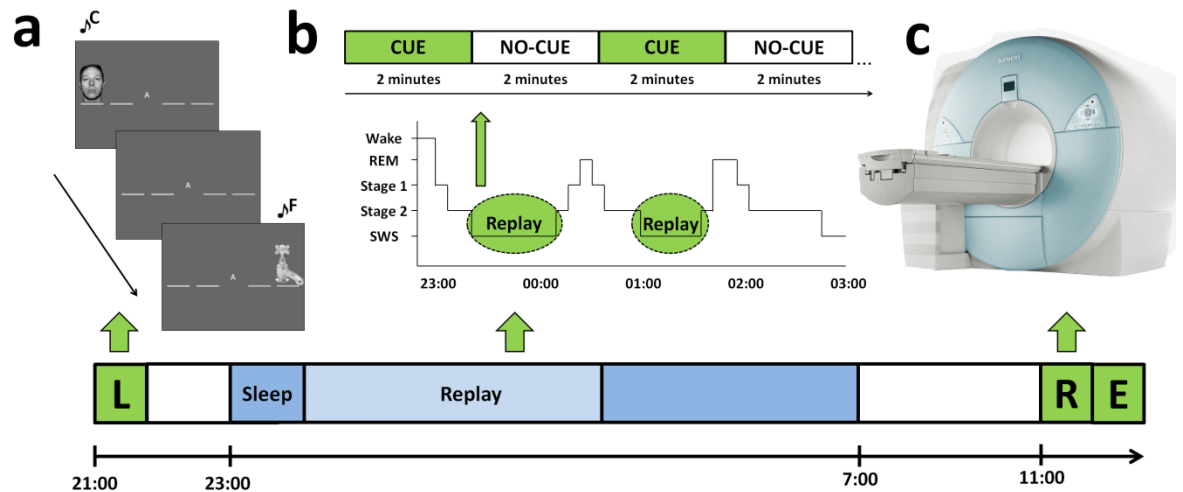 a
♪C
A
A
♪F
A
b
CUE NO-CUE CUE NO-CUE
2 minutes 2 minutes 2 minutes 2 minutes ...
Wake
REM
Stage 1
Stage 2
SWS
Replay Replay
23:00 00:00 01:00 02:00 03:00
c
SIEMENS
L Sleep Replay R E
21:00 23:00 7:00 11:00